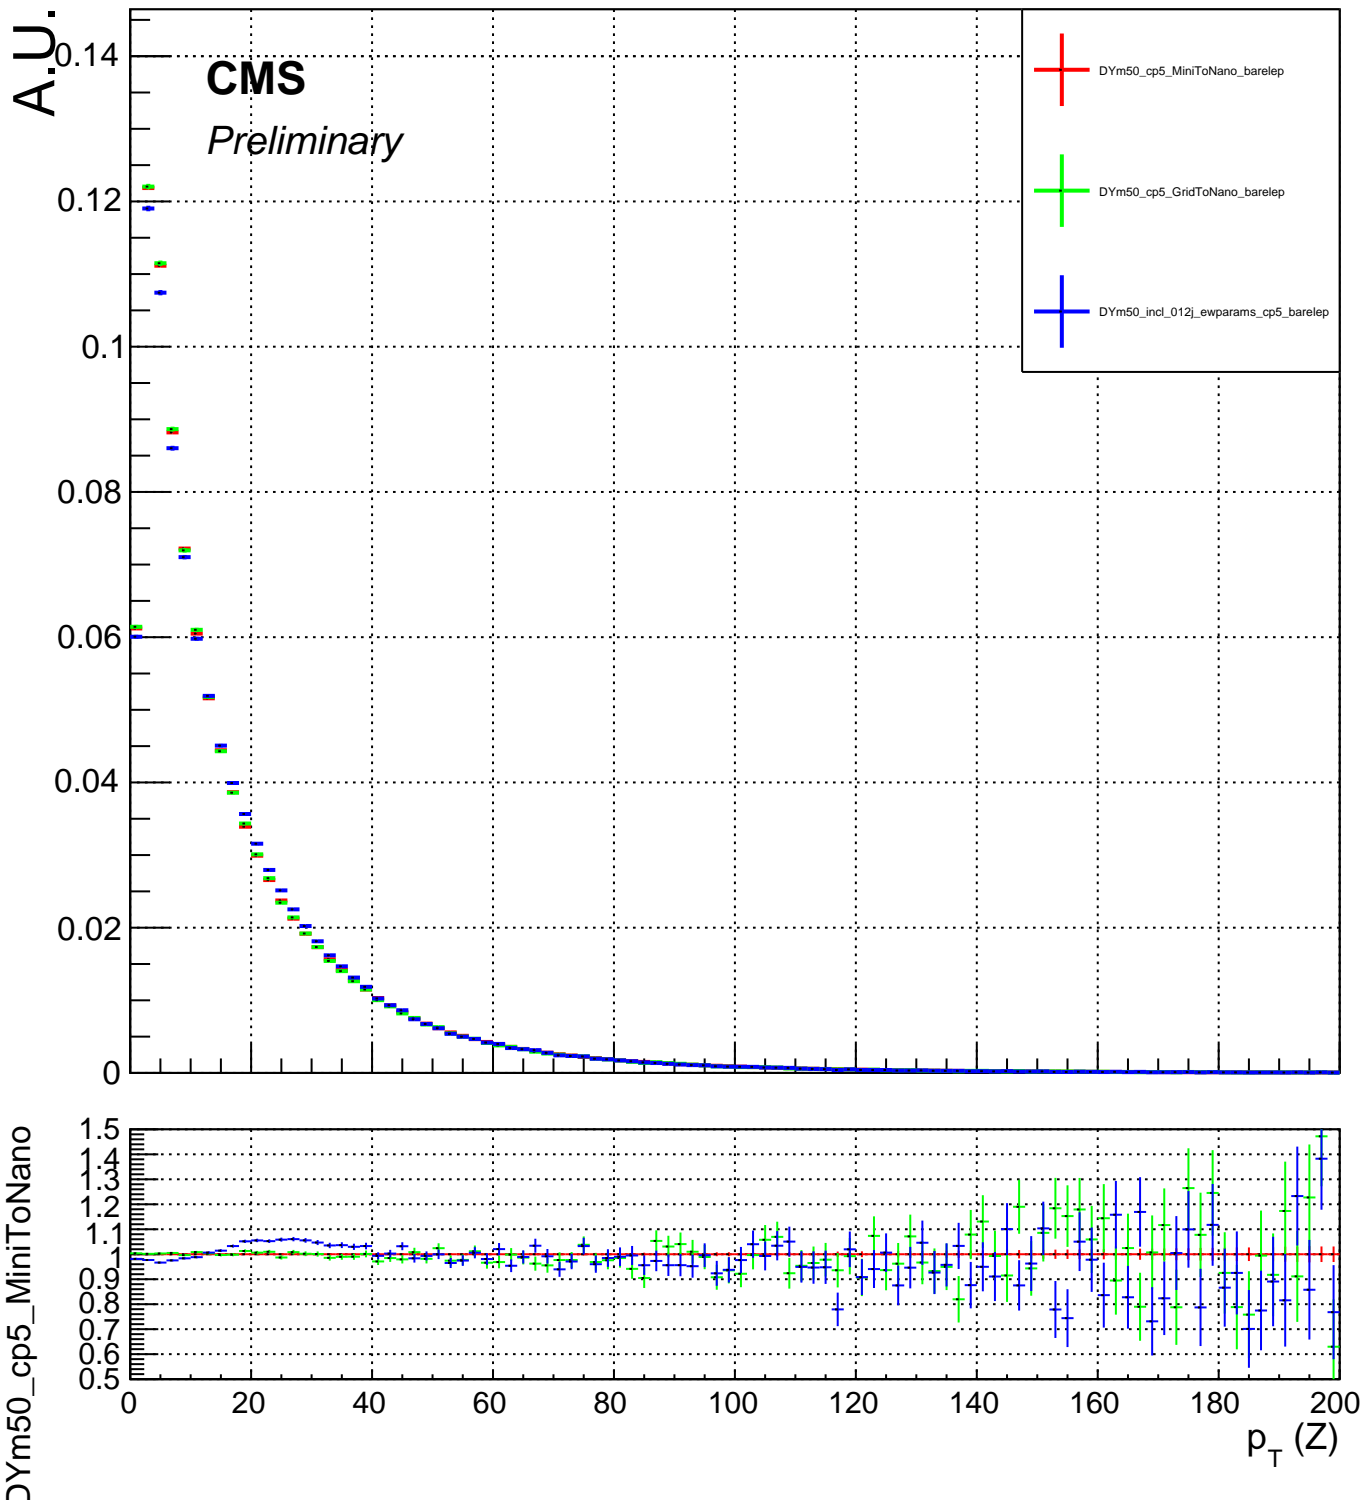 A.U.
CMS
Preliminary
DYm50_cp5_MiniToNano_barelep
DYm50_cp5_GridToNano_barelep
DYm50_incl_012j_ewparams_cp5_barelep
0.14
0.12
0.1
0.08
0.06
0.04
0.02
0
DYm50_cp5_MiniToNano
1.5
1.4
1.3
1.2
1.1
1
0.9
0.8
0.7
0.6
0.5
0 20 40 60 80 100 120 140 160 180 200
p_T (Z)